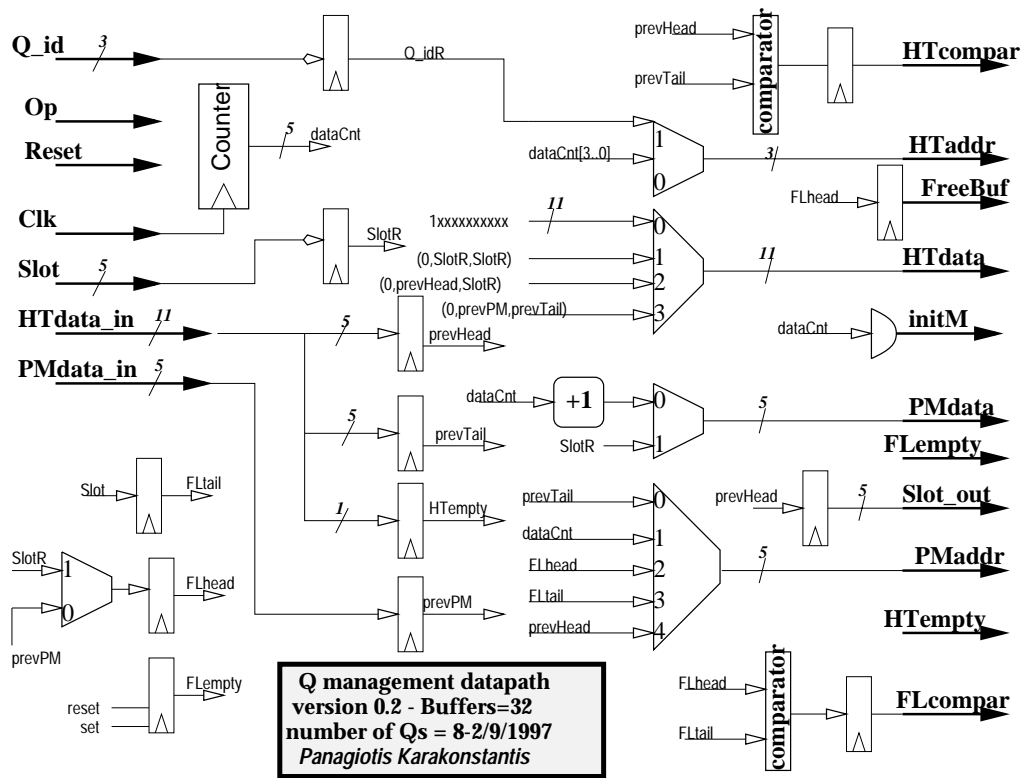 Q_id
3
Q_idR
prevHead
prevTail
comparator
HTcompar
Op
Counter
5
dataCnt
Reset
1
dataCnt[3..0]
0
3
HTaddr
FLhead
FreeBuf
Clk
SlotR
1xxxxxxxxxx
11
0
(0,SlotR,SlotR)
1
11
HTdata
Slot
5
(0,prevHead,SlotR)
2
(0,prevPM,prevTail)
3
HTdata_in
11
5
prevHead
dataCnt
initM
PMdata_in
5
dataCnt
+1
0
5
PMdata
5
prevTail
SlotR
1
FLempty
Slot
FLtail
1
HTempty
prevTail
0
prevHead
5
Slot_out
dataCnt
1
SlotR
1
FLhead
FLhead
2
5
PMaddr
0
prevPM
FLtail
3
prevHead
4
HTempty
prevPM
FLempty
reset
set
Q management datapath
version 0.2 - Buffers=32
number of Qs = 8-2/9/1997
Panagiotis Karakonstantis
FLhead
FLtail
comparator
FLcompar